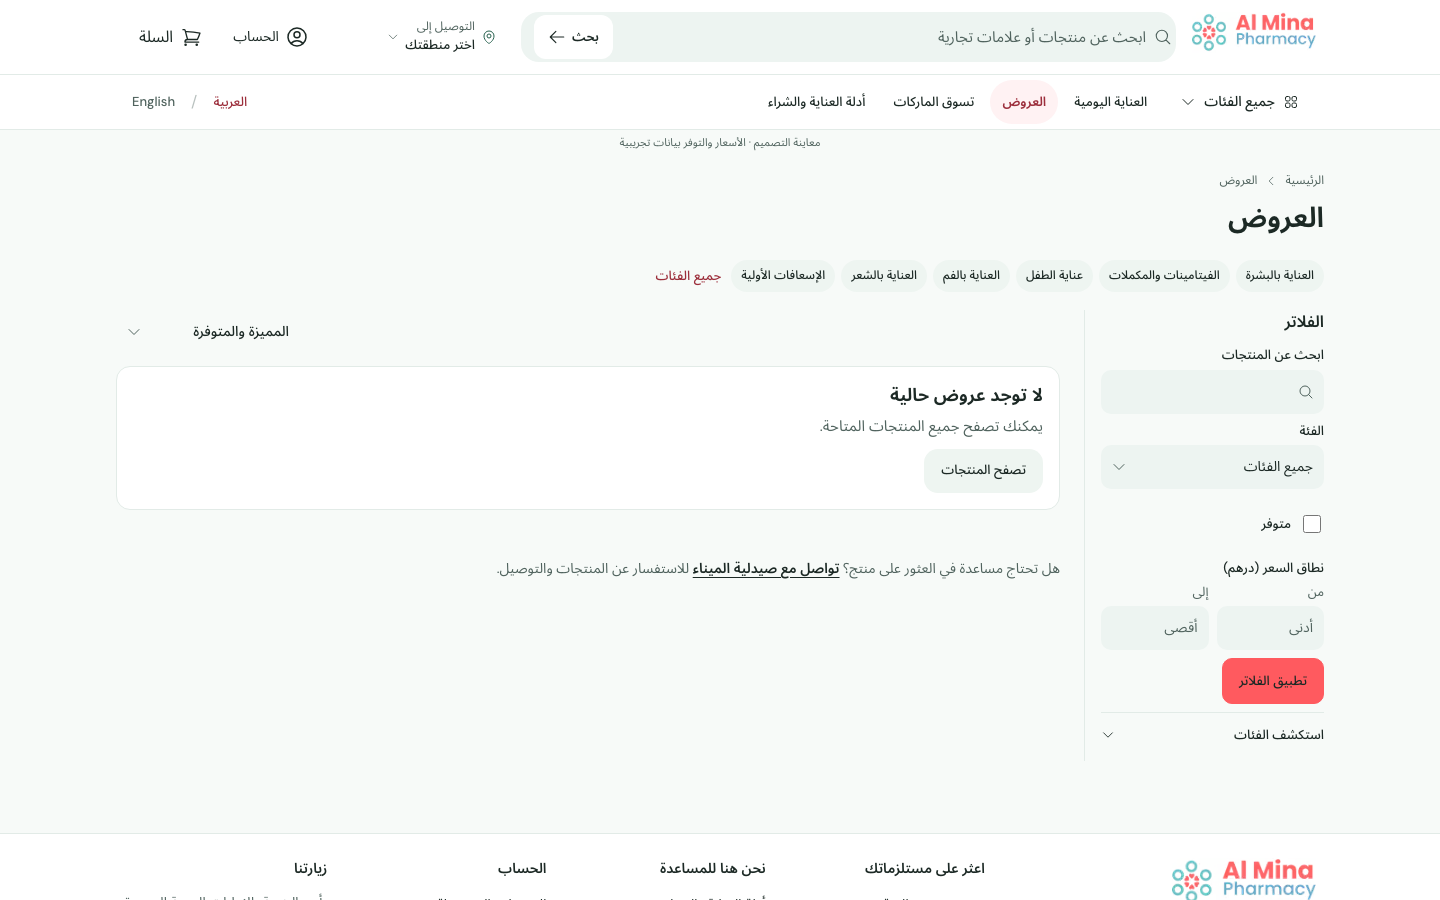 Al Mina
Pharmacy
ابحث عن منتجات أو علامات تجارية
بحث
التوصيل إلى
اختر منطقتك
الحساب
السلة
جميع الفئات
العناية اليومية
العروض
تسوق الماركات
أدلة العناية والشراء
العربية / English
معاينة التصميم · الأسعار والتوفر بيانات تجريبية
الرئيسية
العروض
العروض
العناية بالبشرة
الفيتامينات والمكملات
عناية الطفل
العناية بالفم
العناية بالشعر
الإسعافات الأولية
جميع الفئات
الفلاتر
ابحث عن المنتجات
الفئة
جميع الفئات
متوفر
نطاق السعر (درهم)
من
إلى
أدنى
أقصى
تطبيق الفلاتر
استكشف الفئات
المميزة والمتوفرة
لا توجد عروض حالية
يمكنك تصفح جميع المنتجات المتاحة.
تصفح المنتجات
هل تحتاج مساعدة في العثور على منتج؟ تواصل مع صيدلية الميناء للاستفسار عن المنتجات والتوصيل.
Al Mina
Pharmacy
اعثر على مستلزماتك
نحن هنا للمساعدة
الحساب
زيارتنا